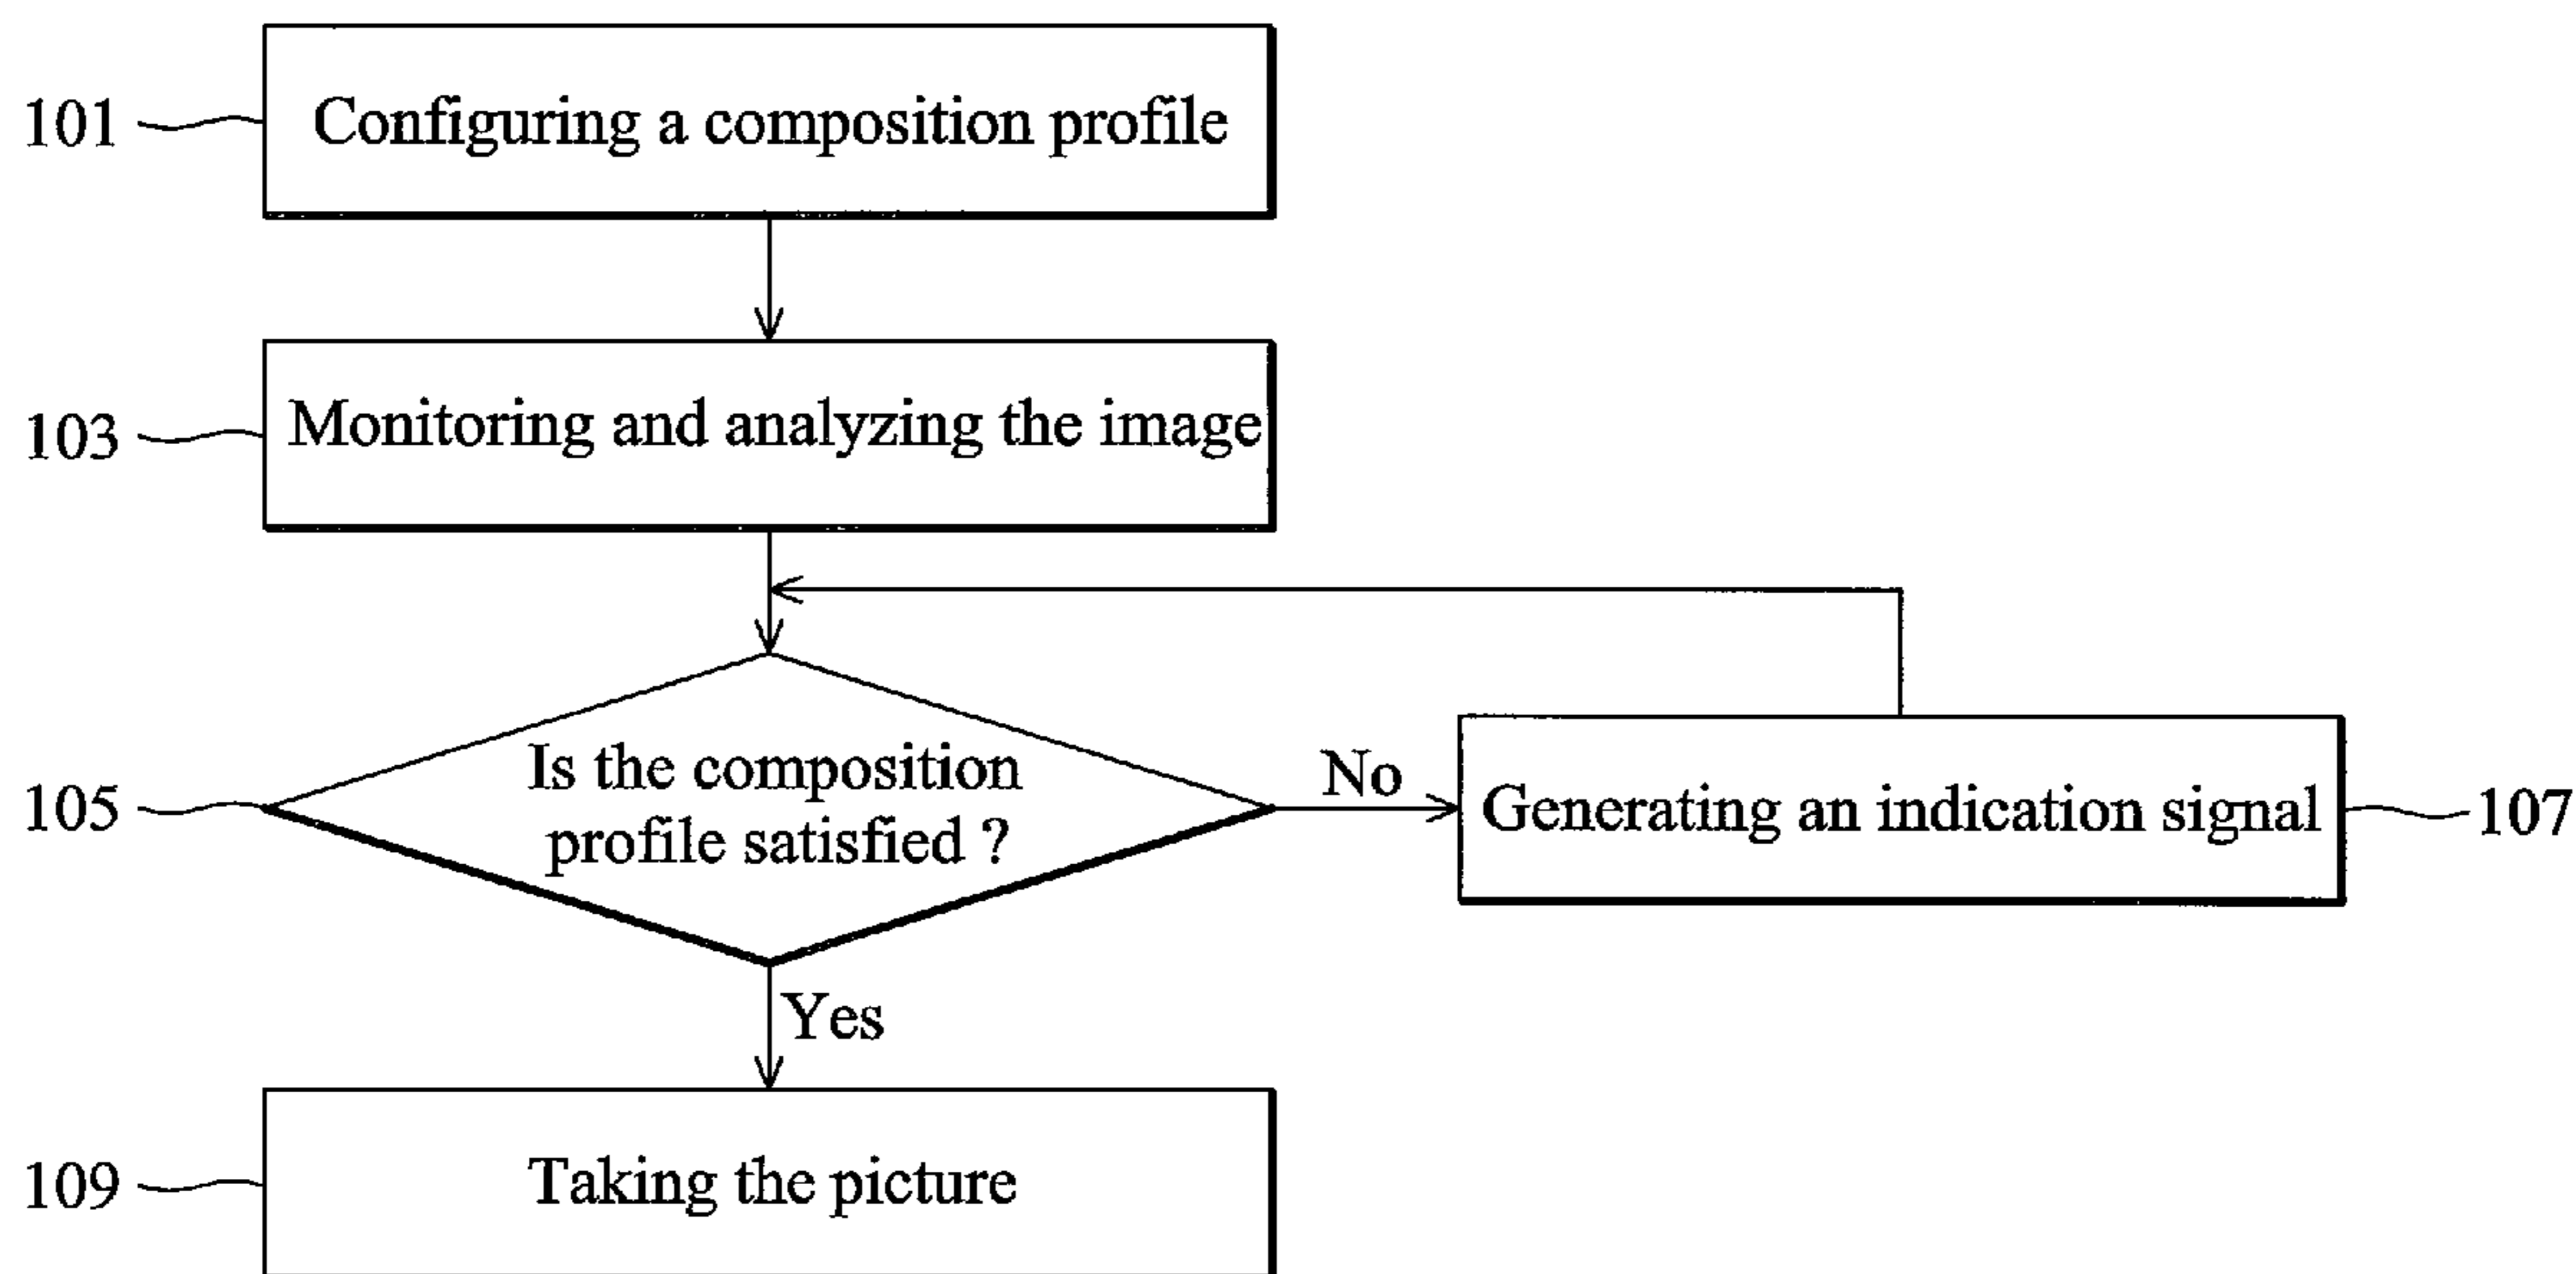 101
Configuring a composition profile
103
Monitoring and analyzing the image
105
Is the composition
profile satisfied ?
No
Generating an indication signal
107
Yes
109
Taking the picture